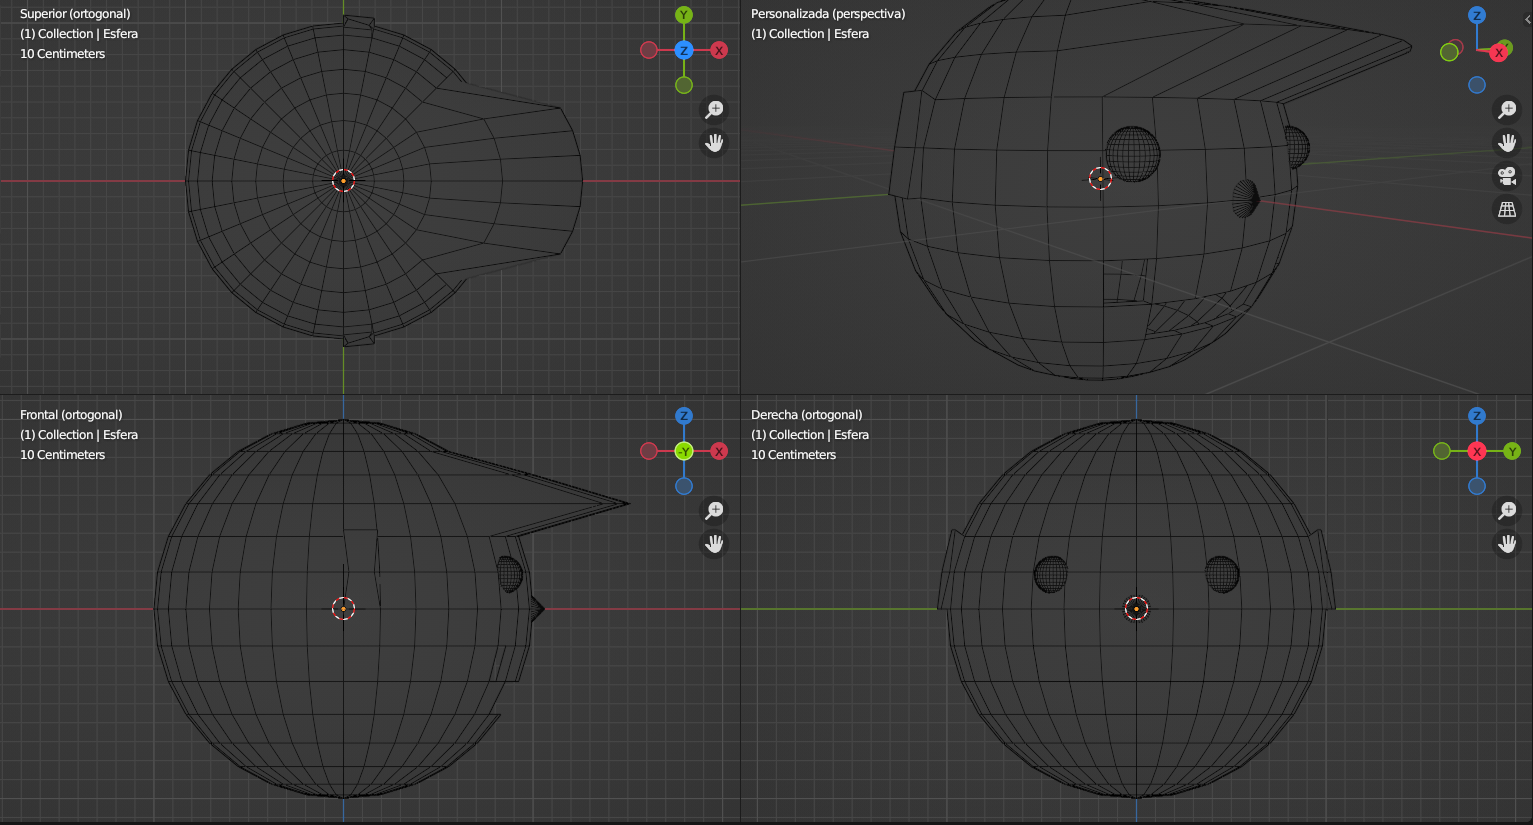 Superior (ortogonal)
(1) Collection | Esfera
10 Centimeters
Y
Z
X
Personalizada (perspectiva)
(1) Collection | Esfera
Z
Y
X
Frontal (ortogonal)
(1) Collection | Esfera
10 Centimeters
Z
-Y
X
Derecha (ortogonal)
(1) Collection | Esfera
10 Centimeters
Z
X
Y